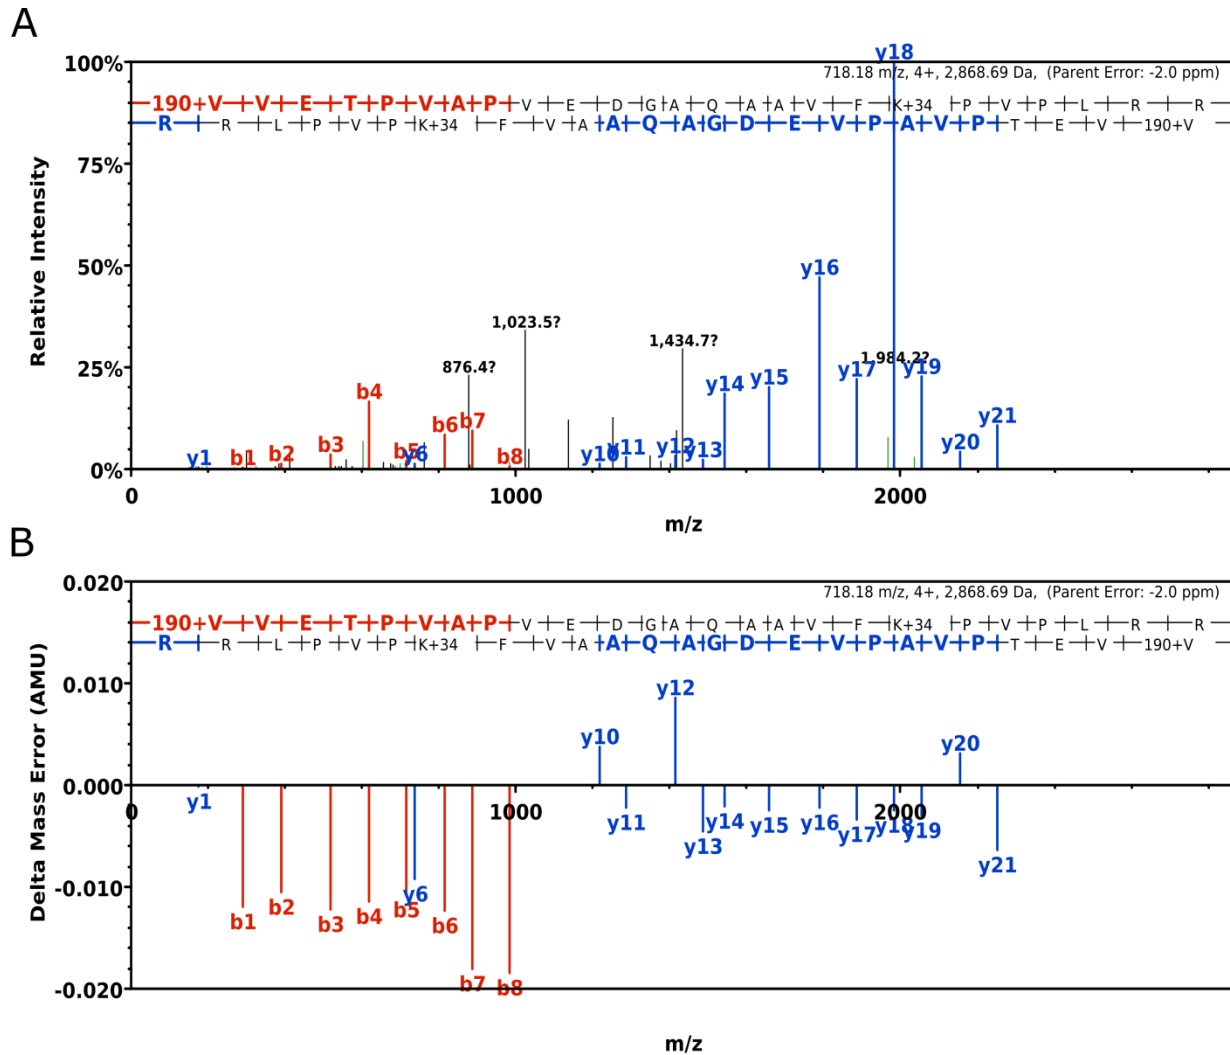 A
100%
75%
50%
25%
0%
Relative Intensity
718.18 m/z, 4+, 2,868.69 Da, (Parent Error: -2.0 ppm)
190+V V E T P V A P V E D G A Q A A V F K+34 P V P L R R
R R L P V P K+34 F V A A Q A G D E V P A V P T E V 190+V
y18
y16
1,023.5?
1,434.7?
876.4?
1,984.2?
b4
y14
y15
y17
y19
y1
b1
b2
b3
b5
y6
b6
b7
b8
y10
y11
y12
y13
y20
y21
0
1000
2000
m/z
B
0.020
0.010
0.000
-0.010
-0.020
Delta Mass Error (AMU)
718.18 m/z, 4+, 2,868.69 Da, (Parent Error: -2.0 ppm)
190+V V E T P V A P V E D G A Q A A V F K+34 P V P L R R
R R L P V P K+34 F V A A Q A G D E V P A V P T E V 190+V
y12
y10
y20
0
1000
2000
y1
y11
y13
y14
y15
y16
y17
y18
y19
y21
b1
b2
b3
b4
b5
y6
b6
b7
b8
m/z